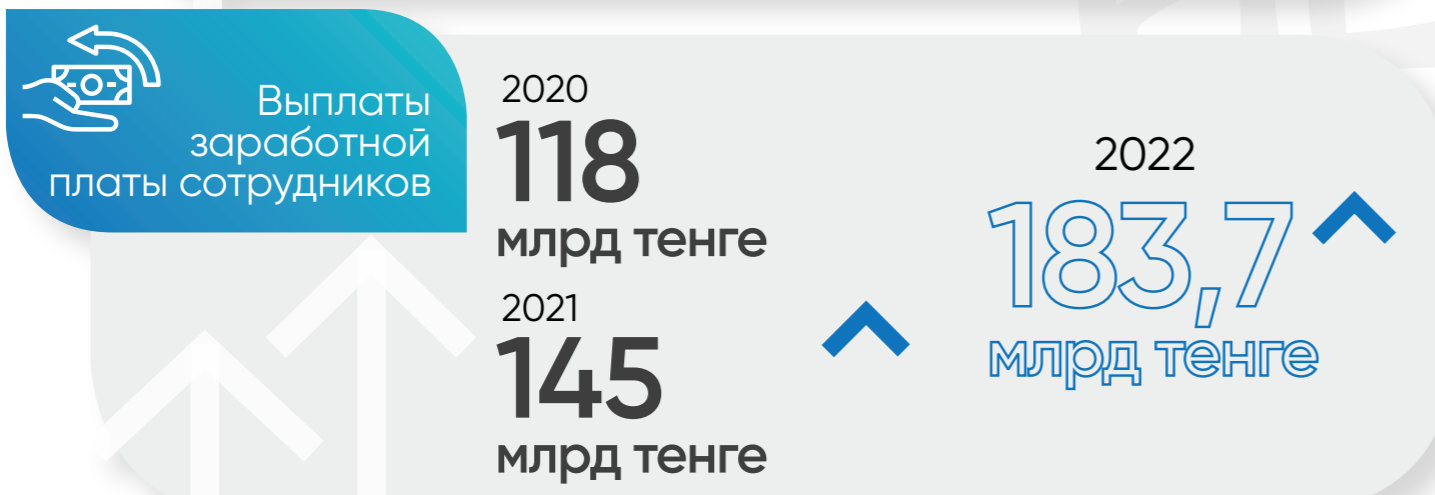 Выплаты
заработной
платы сотрудников
2020
118
млрд тенге
2021
145
млрд тенге
2022
183,7
млрд тенге